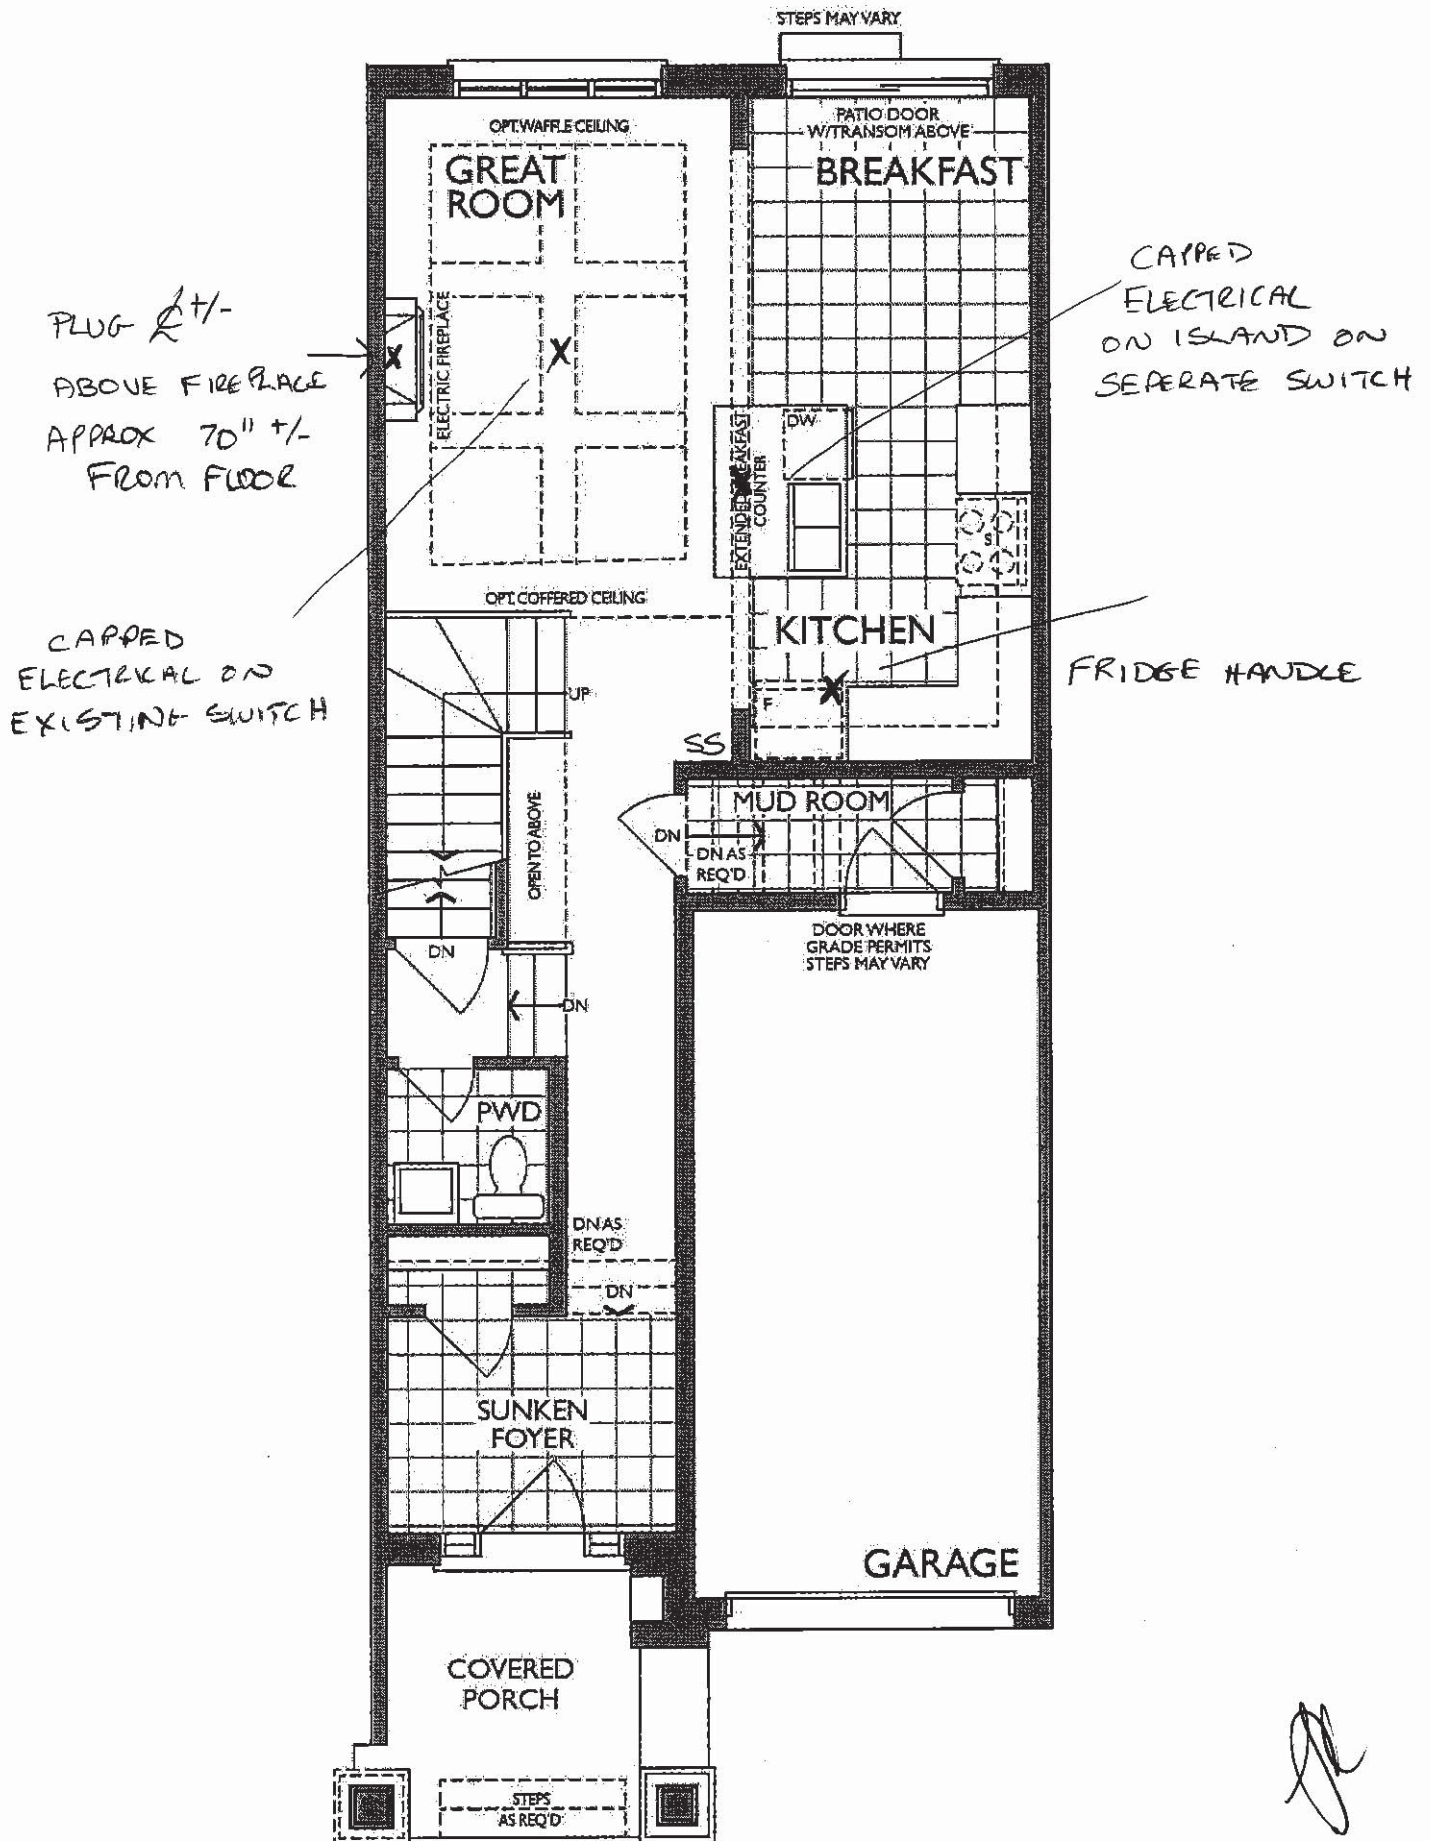 STEPS MAY VARY
OPT. WAFFLE CEILING
PATIO DOOR
W/TRANSOM ABOVE
GREAT
ROOM
BREAKFAST
CAPPED
ELECTRICAL
ON ISLAND ON
SEPERATE SWITCH
PLUG ℄ +/-
ABOVE FIREPLACE
APPROX 70" +/-
FROM FLOOR
ELECTRIC FIREPLACE
X
X
DW
EXTENDED BREAKFAST
COUNTER
X
S
OPT. COFFERED CEILING
KITCHEN
CAPPED
ELECTRICAL ON
EXISTING SWITCH
FRIDGE HANDLE
UP
F
X
SS
MUD ROOM
DN
DN AS
REQ'D
OPEN TO ABOVE
DOOR WHERE
GRADE PERMITS
STEPS MAY VARY
DN
DN
PWD
DN AS
REQ'D
DN
SUNKEN
FOYER
GARAGE
COVERED
PORCH
STEPS
AS REQ'D